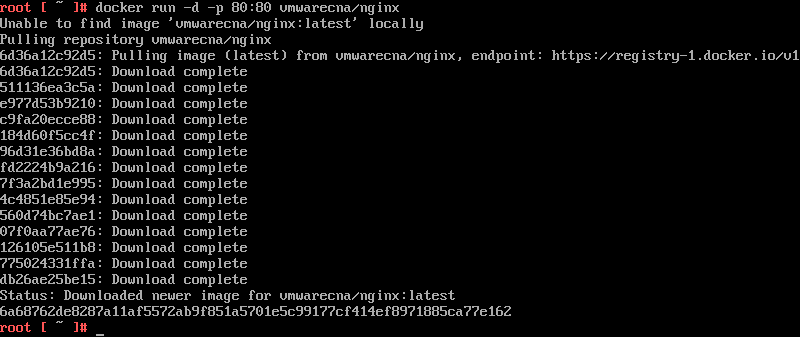 root [ ~ ]# docker run -d -p 80:80 vmwarecna/nginx
Unable to find image 'vmwarecna/nginx:latest' locally
Pulling repository vmwarecna/nginx
6d36a12c92d5: Pulling image (latest) from vmwarecna/nginx, endpoint: https://registry-1.docker.io/v1
6d36a12c92d5: Download complete
511136ea3c5a: Download complete
e977d53b9210: Download complete
c9fa20ecce88: Download complete
184d60f5cc4f: Download complete
96d31e36bd8a: Download complete
fd2224b9a216: Download complete
7f3a2bd1e995: Download complete
4c4851e85e94: Download complete
560d74bc7ae1: Download complete
07f0aa77ae76: Download complete
126105e511b8: Download complete
775024331ffa: Download complete
db26ae25be15: Download complete
Status: Downloaded newer image for vmwarecna/nginx:latest
6a68762de8287a11af5572ab9f851a5701e5c99177cf414ef8971885ca77e162
root [ ~ ]# _